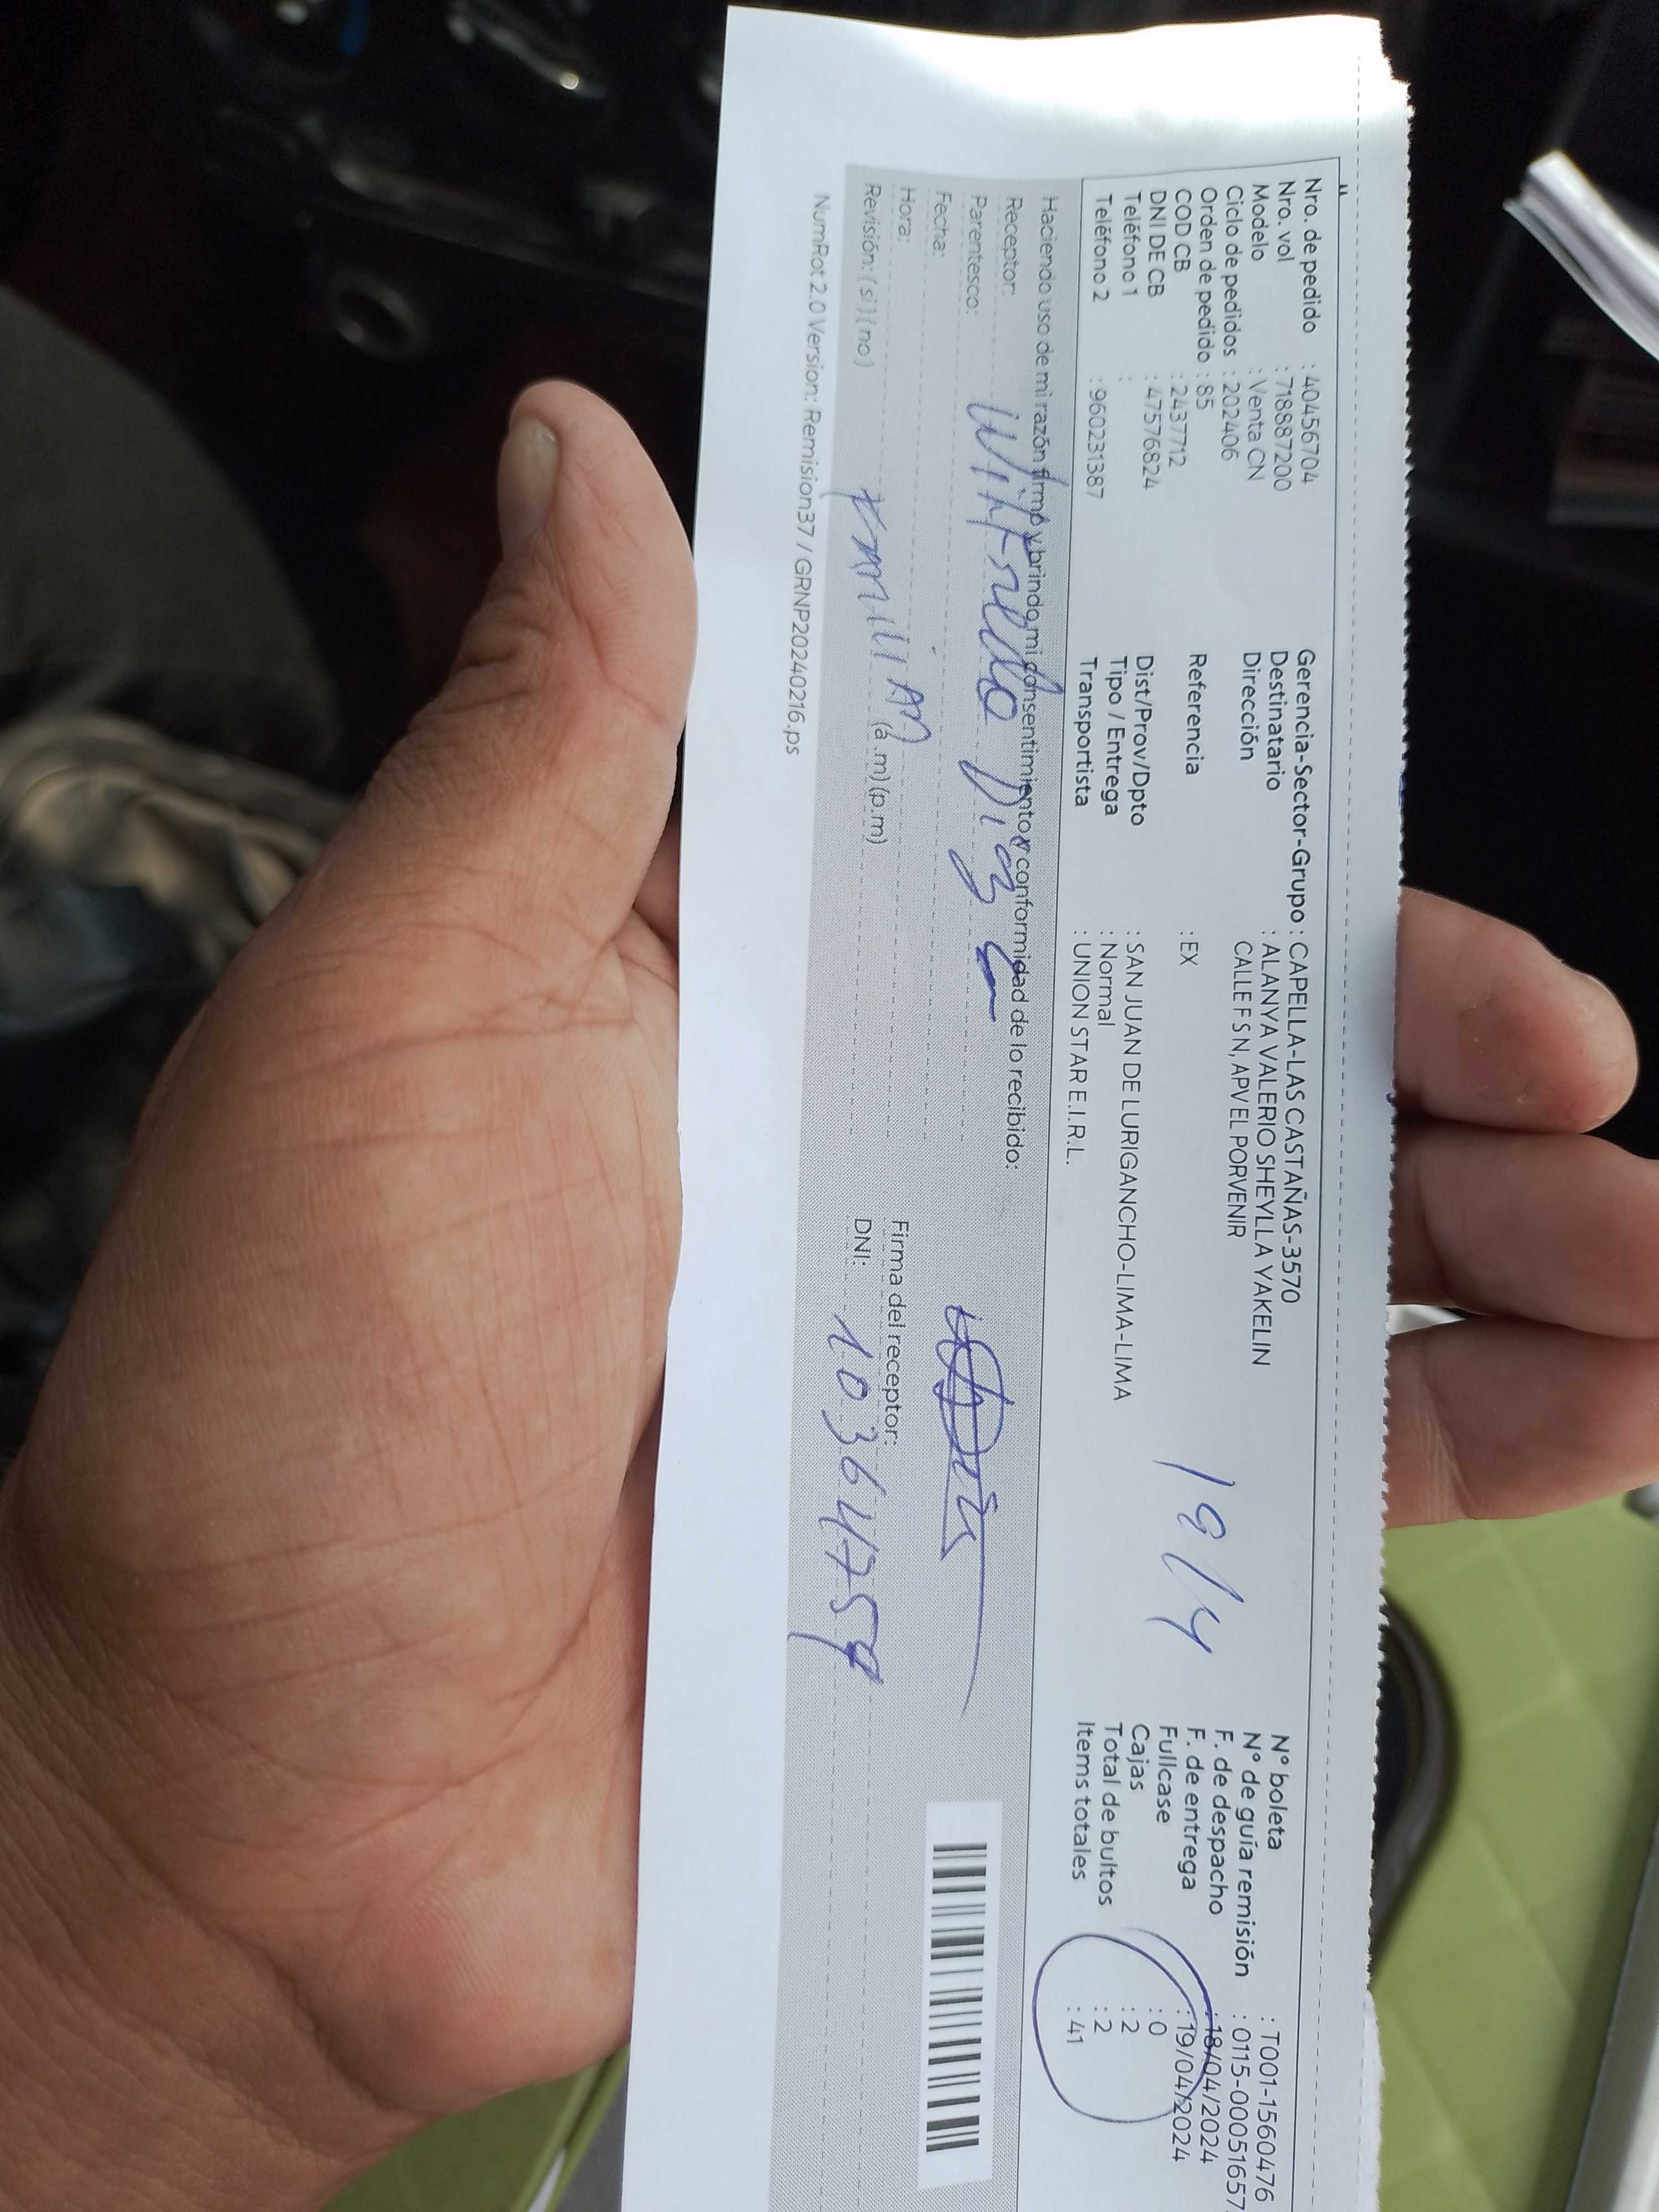 Nro. de pedido : 40456704
Nro. vol : 718887200
Modelo : Venta CN
Ciclo de pedidos : 202406
Orden de pedido : 85
COD CB : 2437712
DNI DE CB : 47576824
Teléfono 1 :
Teléfono 2 : 960231387
Gerencia-Sector-Grupo : CAPELLA-LAS CASTAÑAS-3570
Destinatario : ALANYA VALERIO SHEYLLA YAKELIN
Dirección CALLE F S N, APV EL PORVENIR
Referencia : EX
Dist/Prov/Dpto : SAN JUAN DE LURIGANCHO-LIMA-LIMA
Tipo / Entrega : Normal
Transportista : UNION STAR E.I.R.L.
19/4
N° boleta : T001-1560476
N° de guía remisión : 0115-00051657
F. de despacho : 18/04/2024
F. de entrega : 19/04/2024
Fullcase : 0
Cajas : 2
Total de bultos : 2
Items totales : 41
Haciendo uso de mi razón firmo y brindo mi consentimiento y conformidad de lo recibido:
Receptor: Wilfredo
Parentesco:
Fecha:
Hora: (a.m) (p.m)
Revisión: (si) (no)
Firma del receptor:
DNI: 10364759
NumRot 2.0 Version: Remision37 / GRNP20240216.ps